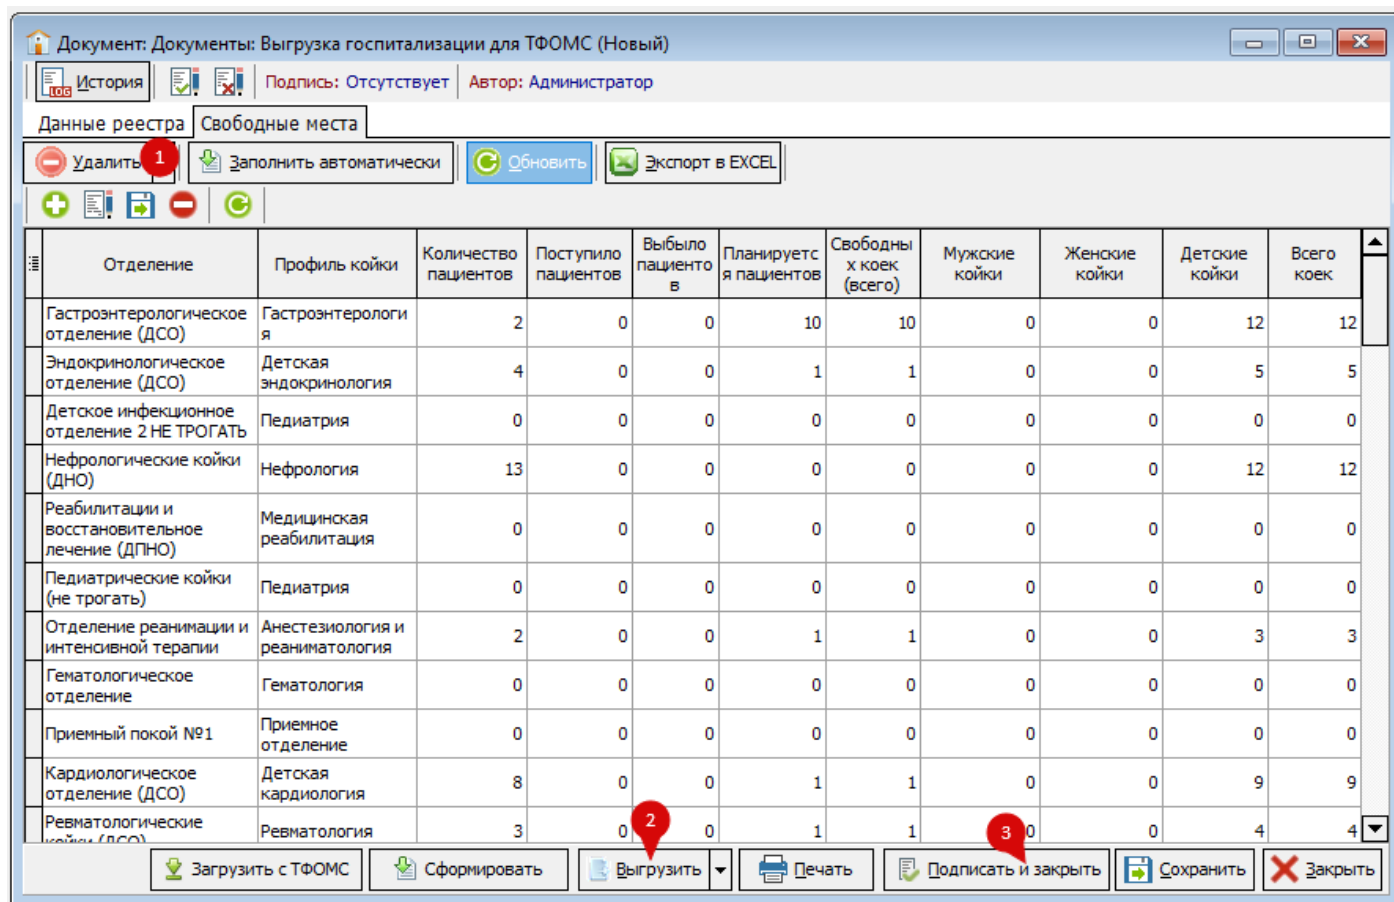 Документ: Документы: Выгрузка госпитализации для ТФОМС (Новый)
LOG История Подпись: Отсутствует Автор: Администратор
Данные реестра Свободные места
Удалить 1 Заполнить автоматически Обновить Экспорт в EXCEL
Отделение Профиль койки Количество пациентов Поступило пациентов Выбыло пациенто в Планируетс я пациентов Свободны х коек (всего) Мужские койки Женские койки Детские койки Всего коек
Гастроэнтерологическое отделение (ДСО) Гастроэнтерологи я 2 0 0 10 10 0 0 12 12
Эндокринологическое отделение (ДСО) Детская эндокринология 4 0 0 1 1 0 0 5 5
Детское инфекционное отделение 2 НЕ ТРОГАТЬ Педиатрия 0 0 0 0 0 0 0 0 0
Нефрологические койки (ДНО) Нефрология 13 0 0 0 0 0 0 12 12
Реабилитации и восстановительное лечение (ДПНО) Медицинская реабилитация 0 0 0 0 0 0 0 0 0
Педиатрические койки (не трогать) Педиатрия 0 0 0 0 0 0 0 0 0
Отделение реанимации и интенсивной терапии Анестезиология и реаниматология 2 0 0 1 1 0 0 3 3
Гематологическое отделение Гематология 0 0 0 0 0 0 0 0 0
Приемный покой №1 Приемное отделение 0 0 0 0 0 0 0 0 0
Кардиологическое отделение (ДСО) Детская кардиология 8 0 0 1 1 0 0 9 9
Ревматологические койки (ДСО) Ревматология 3 0 0 1 1 0 0 4 4
2 3
Загрузить с ТФОМС Сформировать Выгрузить Печать Подписать и закрыть Сохранить Закрыть